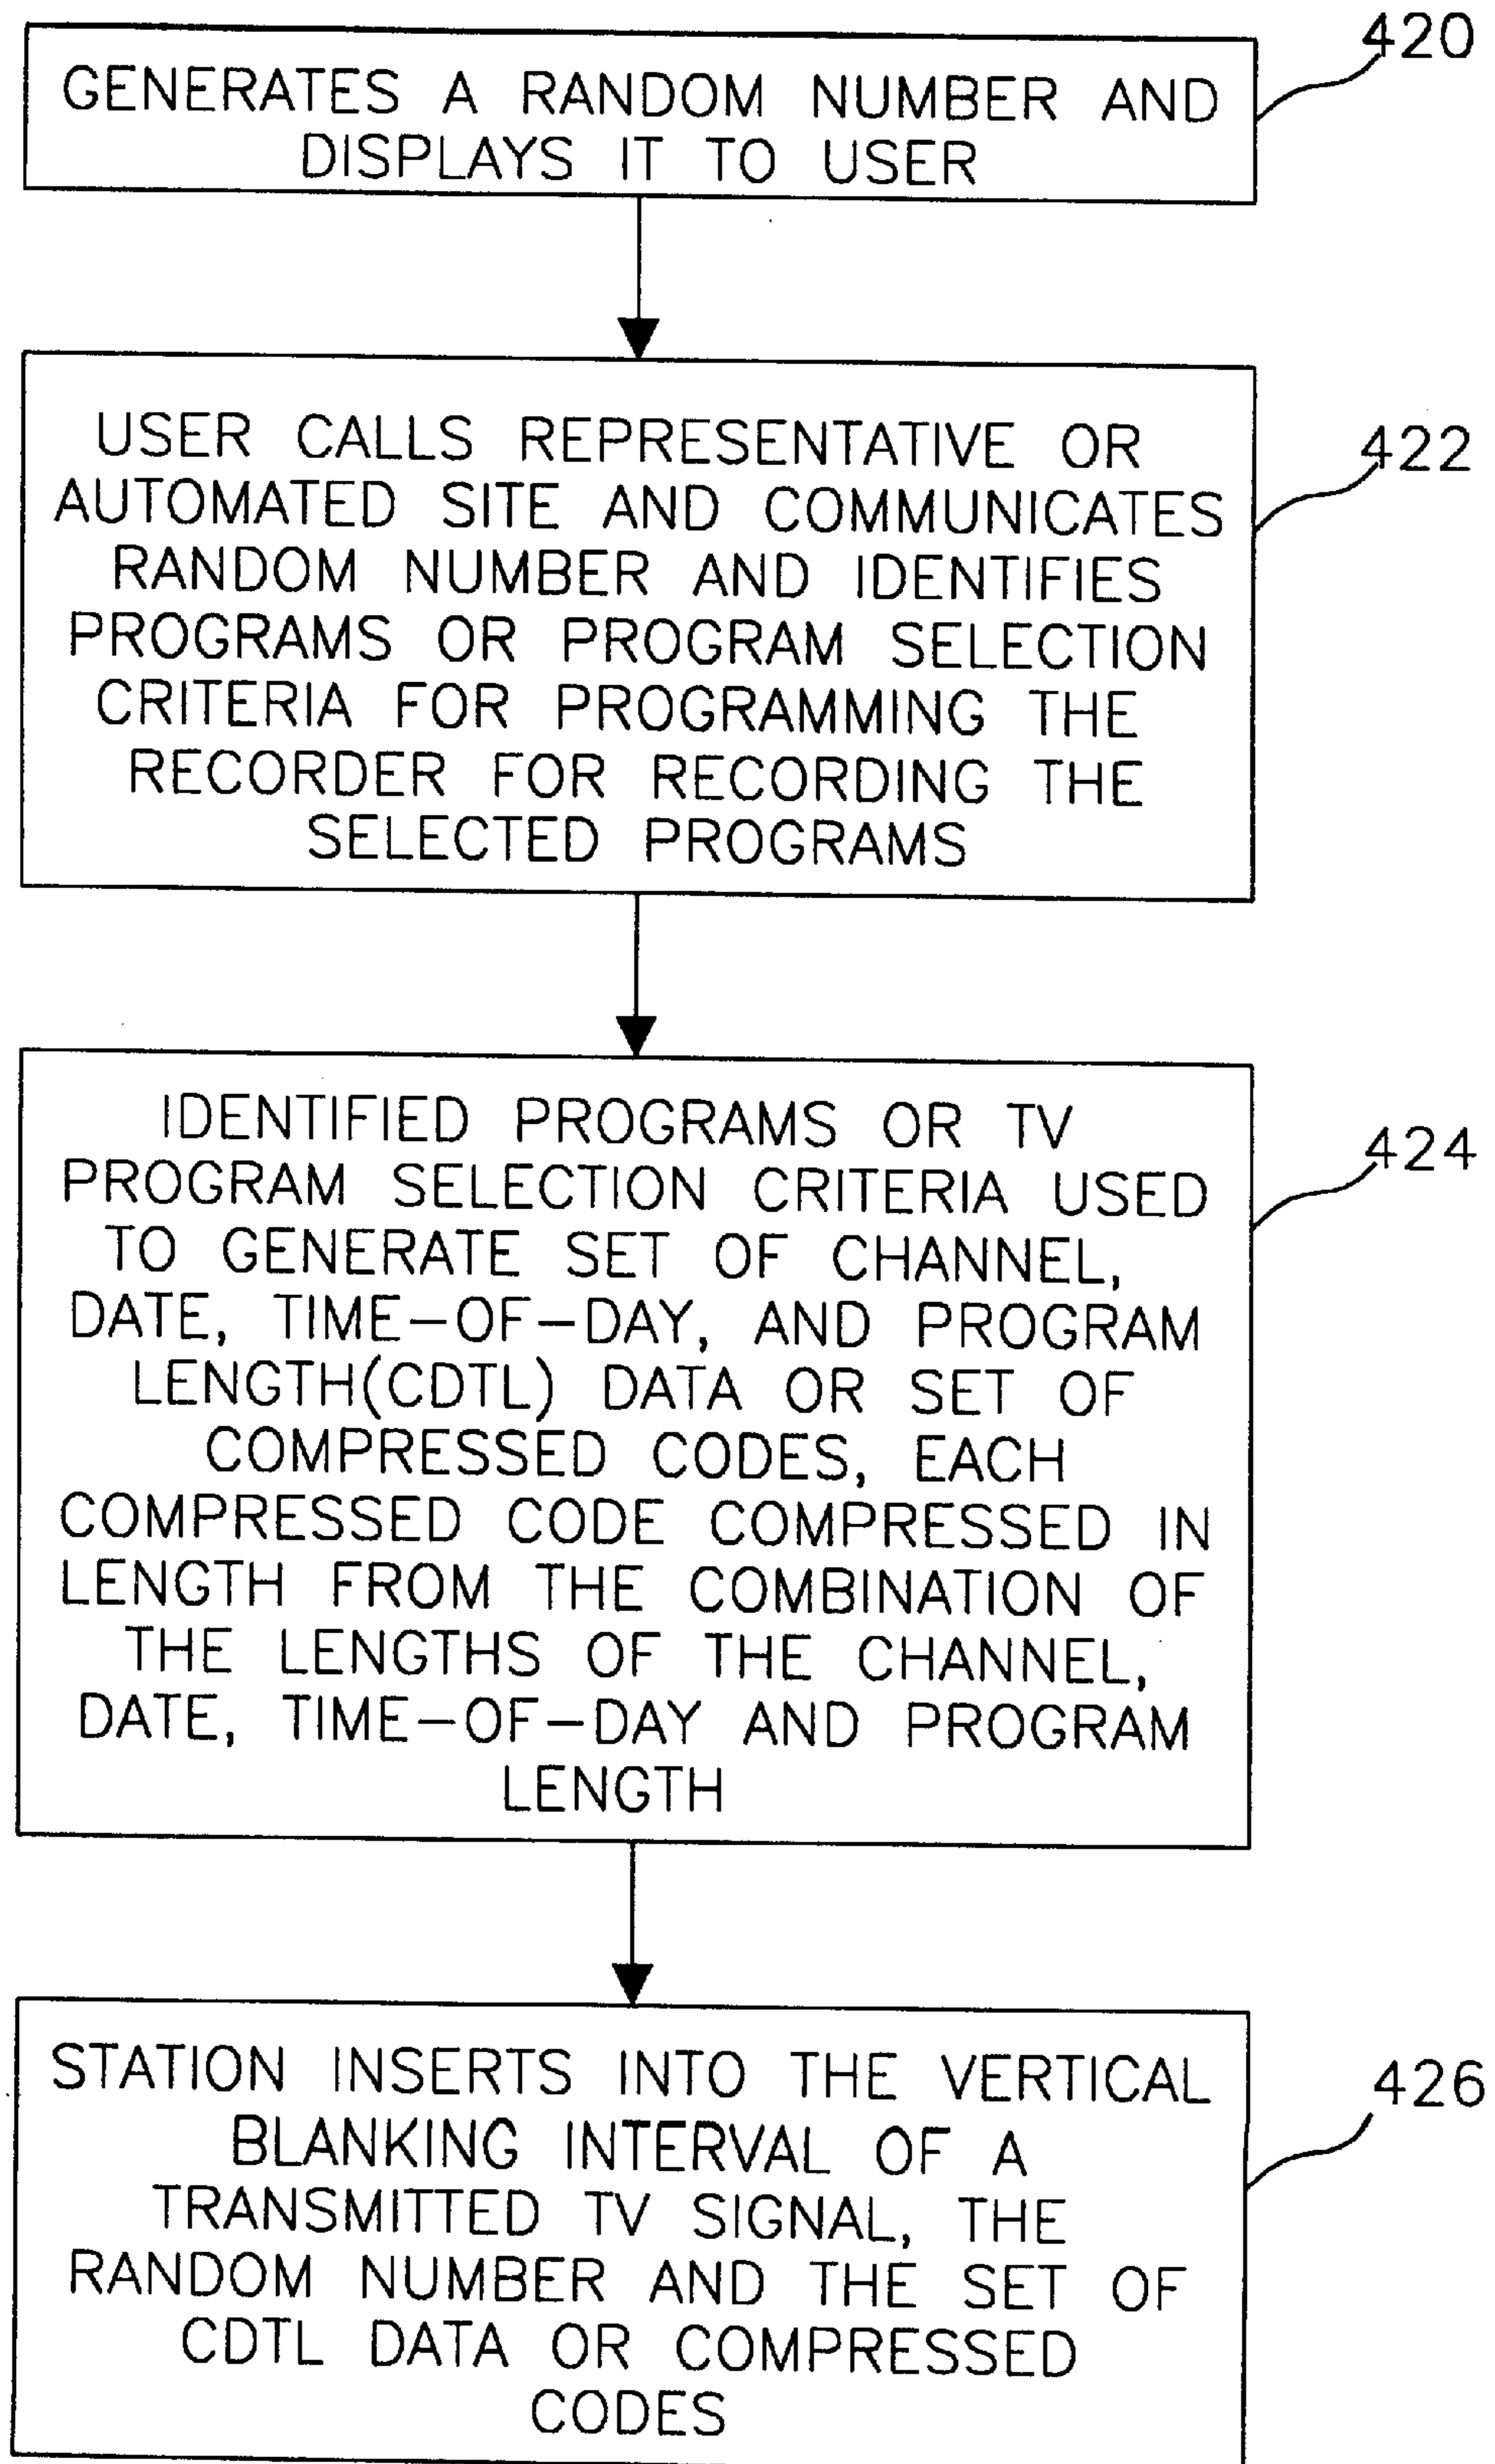 420
GENERATES A RANDOM NUMBER AND
DISPLAYS IT TO USER
422
USER CALLS REPRESENTATIVE OR
AUTOMATED SITE AND COMMUNICATES
RANDOM NUMBER AND IDENTIFIES
PROGRAMS OR PROGRAM SELECTION
CRITERIA FOR PROGRAMMING THE
RECORDER FOR RECORDING THE
SELECTED PROGRAMS
424
IDENTIFIED PROGRAMS OR TV
PROGRAM SELECTION CRITERIA USED
TO GENERATE SET OF CHANNEL,
DATE, TIME-OF-DAY, AND PROGRAM
LENGTH(CDTL) DATA OR SET OF
COMPRESSED CODES, EACH
COMPRESSED CODE COMPRESSED IN
LENGTH FROM THE COMBINATION OF
THE LENGTHS OF THE CHANNEL,
DATE, TIME-OF-DAY AND PROGRAM
LENGTH
426
STATION INSERTS INTO THE VERTICAL
BLANKING INTERVAL OF A
TRANSMITTED TV SIGNAL, THE
RANDOM NUMBER AND THE SET OF
CDTL DATA OR COMPRESSED
CODES